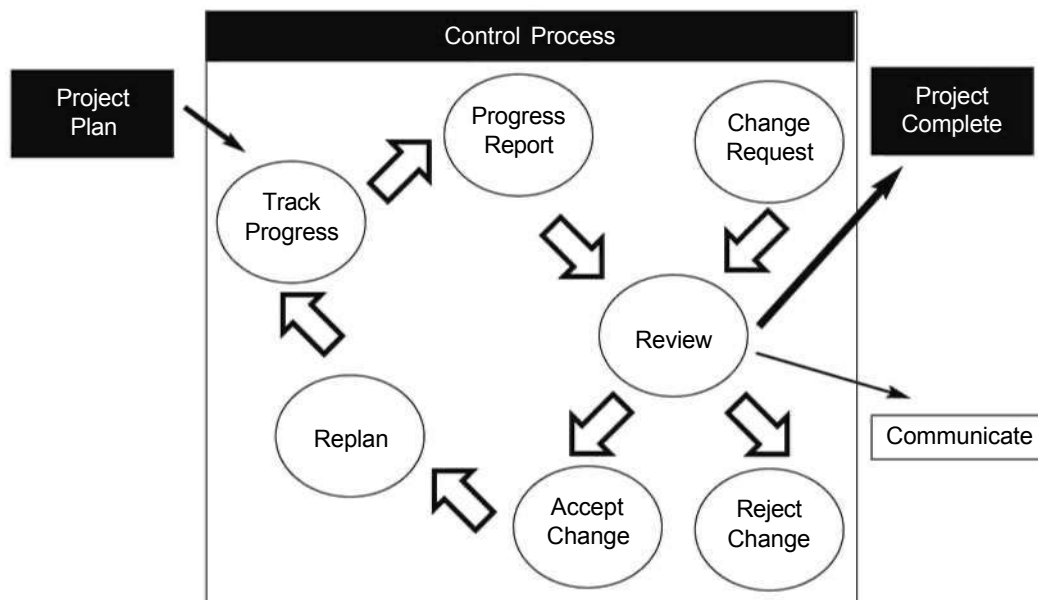 Control Process
Project
Plan
Progress
Report
Change
Request
Project
Complete
Track
Progress
Review
Replan
Communicate
Accept
Change
Reject
Change